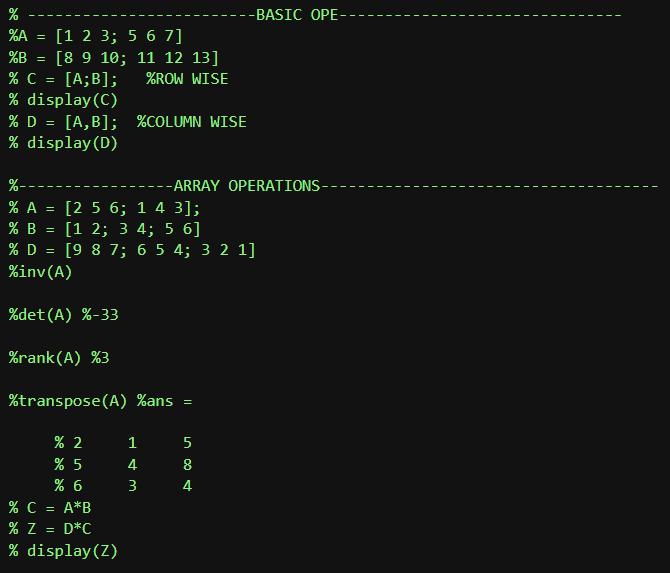 % -------------------------BASIC OPE-------------------------------
%A = [1 2 3; 5 6 7]
%B = [8 9 10; 11 12 13]
% C = [A;B];   %ROW WISE
% display(C)
% D = [A,B];  %COLUMN WISE
% display(D)
%-----------------ARRAY OPERATIONS-------------------------------------
% A = [2 5 6; 1 4 3];
% B = [1 2; 3 4; 5 6]
% D = [9 8 7; 6 5 4; 3 2 1]
%inv(A)
%det(A) %-33
%rank(A) %3
%transpose(A) %ans =
% 2     1     5
% 5     4     8
% 6     3     4
% C = A*B
% Z = D*C
% display(Z)